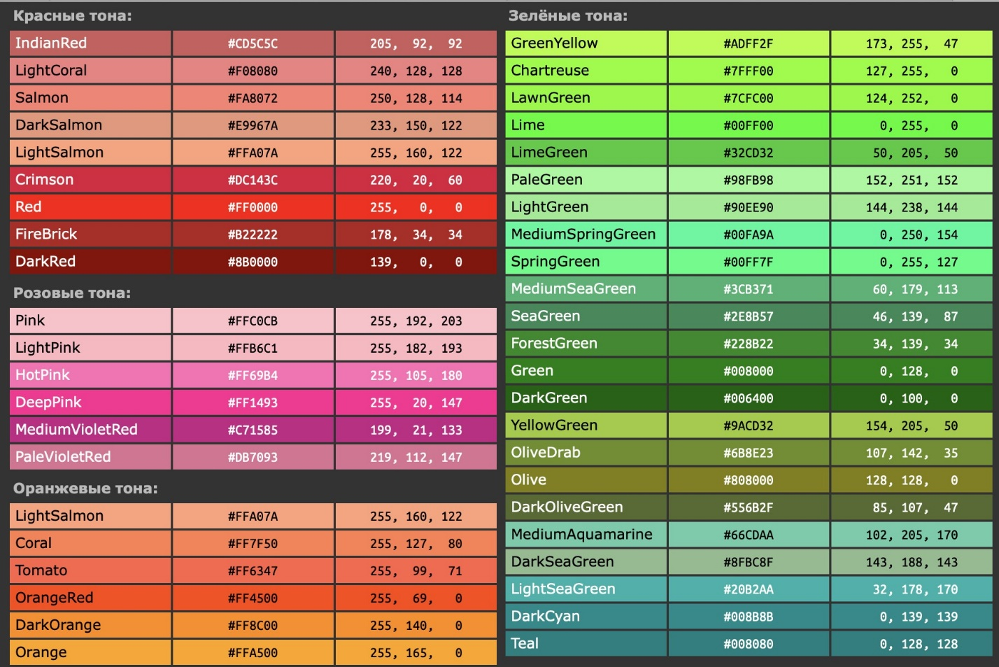 Красные тона:
IndianRed #CD5C5C 205, 92, 92
LightCoral #F08080 240, 128, 128
Salmon #FA8072 250, 128, 114
DarkSalmon #E9967A 233, 150, 122
LightSalmon #FFA07A 255, 160, 122
Crimson #DC143C 220, 20, 60
Red #FF0000 255, 0, 0
FireBrick #B22222 178, 34, 34
DarkRed #8B0000 139, 0, 0
Розовые тона:
Pink #FFC0CB 255, 192, 203
LightPink #FFB6C1 255, 182, 193
HotPink #FF69B4 255, 105, 180
DeepPink #FF1493 255, 20, 147
MediumVioletRed #C71585 199, 21, 133
PaleVioletRed #DB7093 219, 112, 147
Оранжевые тона:
LightSalmon #FFA07A 255, 160, 122
Coral #FF7F50 255, 127, 80
Tomato #FF6347 255, 99, 71
OrangeRed #FF4500 255, 69, 0
DarkOrange #FF8C00 255, 140, 0
Orange #FFA500 255, 165, 0
Зелёные тона:
GreenYellow #ADFF2F 173, 255, 47
Chartreuse #7FFF00 127, 255, 0
LawnGreen #7CFC00 124, 252, 0
Lime #00FF00 0, 255, 0
LimeGreen #32CD32 50, 205, 50
PaleGreen #98FB98 152, 251, 152
LightGreen #90EE90 144, 238, 144
MediumSpringGreen #00FA9A 0, 250, 154
SpringGreen #00FF7F 0, 255, 127
MediumSeaGreen #3CB371 60, 179, 113
SeaGreen #2E8B57 46, 139, 87
ForestGreen #228B22 34, 139, 34
Green #008000 0, 128, 0
DarkGreen #006400 0, 100, 0
YellowGreen #9ACD32 154, 205, 50
OliveDrab #6B8E23 107, 142, 35
Olive #808000 128, 128, 0
DarkOliveGreen #556B2F 85, 107, 47
MediumAquamarine #66CDAA 102, 205, 170
DarkSeaGreen #8FBC8F 143, 188, 143
LightSeaGreen #20B2AA 32, 178, 170
DarkCyan #008B8B 0, 139, 139
Teal #008080 0, 128, 128